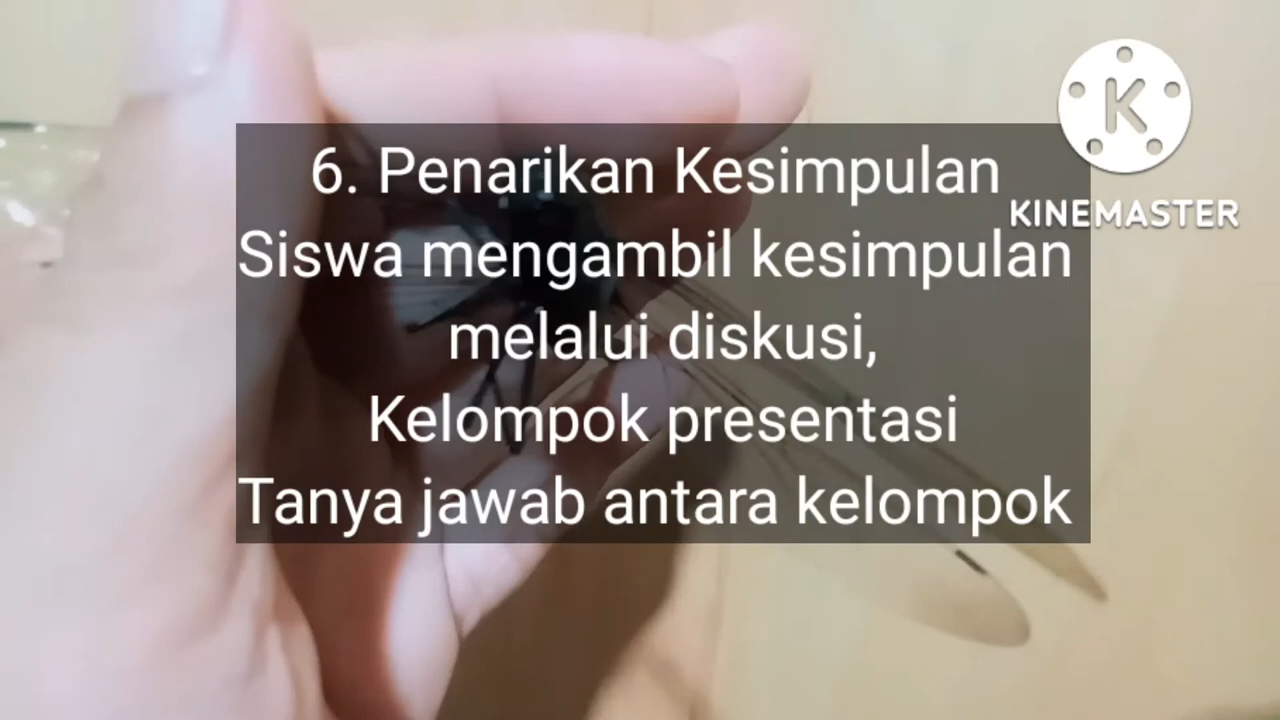 6. Penarikan Kesimpulan
Siswa mengambil kesimpulan
melalui diskusi,
Kelompok presentasi
Tanya jawab antara kelompok
K
KINEMASTER